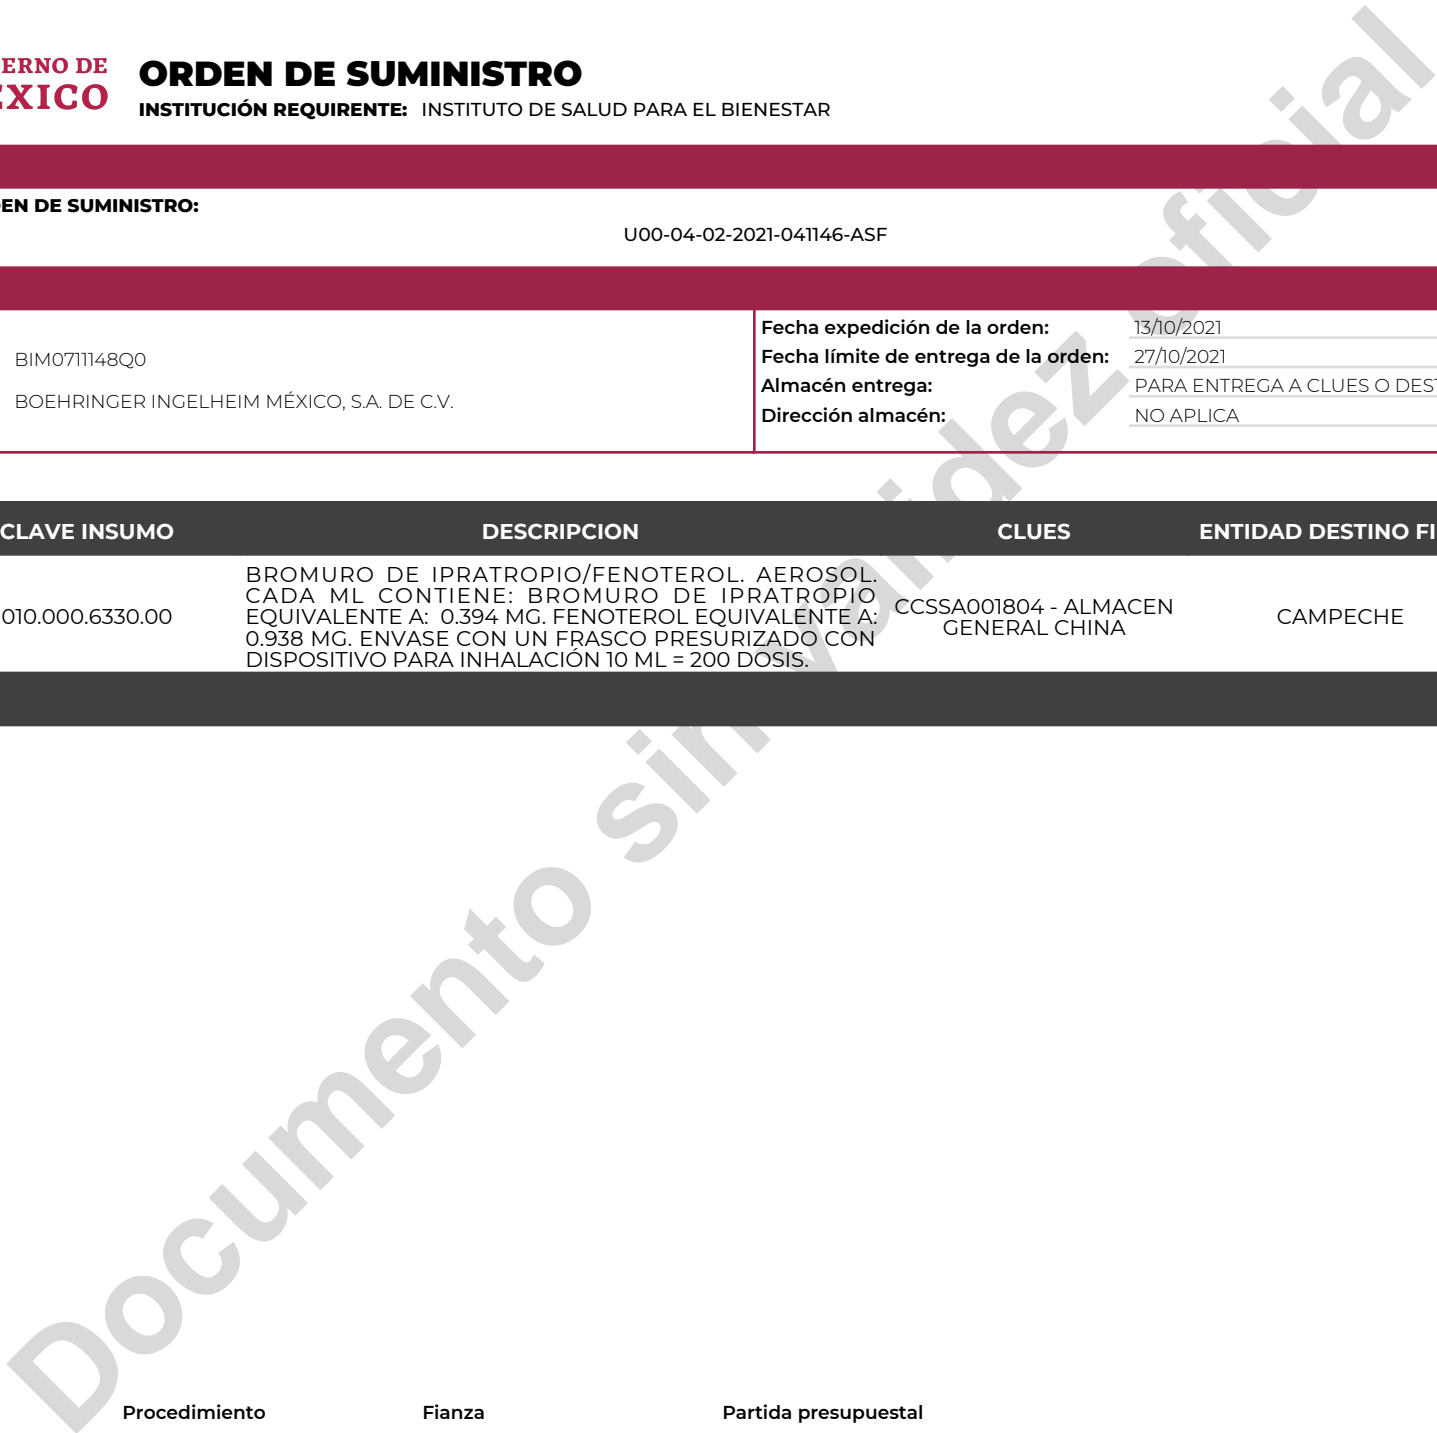 ERNO DE
ÉXICO
ORDEN DE SUMINISTRO
INSTITUCIÓN REQUIRENTE: INSTITUTO DE SALUD PARA EL BIENESTAR
EN DE SUMINISTRO:
U00-04-02-2021-041146-ASF
BIM0711148Q0
BOEHRINGER INGELHEIM MÉXICO, S.A. DE C.V.
Fecha expedición de la orden: 13/10/2021
Fecha límite de entrega de la orden: 27/10/2021
Almacén entrega: PARA ENTREGA A CLUES O DEST
Dirección almacén: NO APLICA
CLAVE INSUMO DESCRIPCION CLUES ENTIDAD DESTINO FI
010.000.6330.00
BROMURO DE IPRATROPIO/FENOTEROL. AEROSOL.
CADA ML CONTIENE: BROMURO DE IPRATROPIO
EQUIVALENTE A: 0.394 MG. FENOTEROL EQUIVALENTE A:
0.938 MG. ENVASE CON UN FRASCO PRESURIZADO CON
DISPOSITIVO PARA INHALACIÓN 10 ML = 200 DOSIS.
CCSSA001804 - ALMACEN
GENERAL CHINA
CAMPECHE
Documento sin validez oficial
Procedimiento Fianza Partida presupuestal